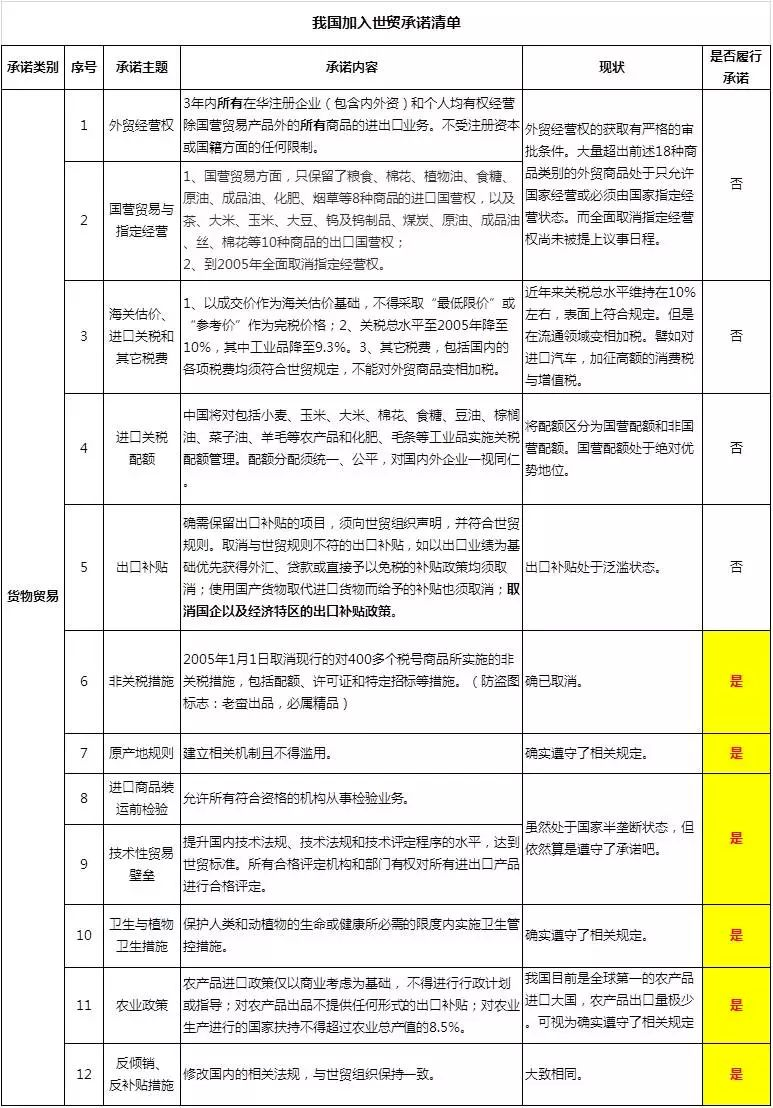 我国加入世贸承诺清单
承诺类别 序号 承诺主题 承诺内容 现状 是否履行
承诺
货物贸易
1 外贸经营权
3年内所有在华注册企业（包含内外资）和个人均有权经营
除国营贸易产品外的所有商品的进出口业务。不受注册资本
或国籍方面的任何限制。
2 国营贸易与
指定经营
1、国营贸易方面，只保留了粮食、棉花、植物油、食糖、
原油、成品油、化肥、烟草等8种商品的进口国营权，以及
茶、大米、玉米、大豆、钨及钨制品、煤炭、原油、成品油
、丝、棉花等10种商品的出口国营权；
2、到2005年全面取消指定经营权。
外贸经营权的获取有严格的审
批条件。大量超出前述18种商
品类别的外贸商品处于只允许
国家经营或必须由国家指定经
营状态。而全面取消指定经营
权尚未被提上议事日程。
否
3 海关估价、
进口关税和
其它税费
1、以成交价作为海关估价基础，不得采取“最低限价”或
“参考价”作为完税价格；2、关税总水平至2005年降至
10%，其中工业品降至9.3%。3、其它税费，包括国内的
各项税费均须符合世贸规定，不能对外贸商品变相加税。
近年来关税总水平维持在10%
左右，表面上符合规定。但是
在流通领域变相加税。譬如对
进口汽车，加征高额的消费税
与增值税。
否
4 进口关税
配额
中国将对包括小麦、玉米、大米、棉花、食糖、豆油、棕榈
油、菜子油、羊毛等农产品和化肥、毛条等工业品实施关税
配额管理。配额分配须统一、公平，对国内外企业一视同仁
。
将配额区分为国营配额和非国
营配额。国营配额处于绝对优
势地位。
否
5 出口补贴
确需保留出口补贴的项目，须向世贸组织声明，并符合世贸
规则。取消与世贸规则不符的出口补贴，如以出口业绩为基
础优先获得外汇、贷款或直接予以免税的补贴政策均须取
消；使用国产货物取代进口货物而给予的补贴也须取消；取
消国企以及经济特区的出口补贴政策。
出口补贴处于泛滥状态。
否
6 非关税措施
2005年1月1日取消现行的对400多个税号商品所实施的非
关税措施，包括配额、许可证和特定招标等措施。（防盗图
标志：老蛮出品，必属精品）
确已取消。
是
7 原产地规则 建立相关机制且不得滥用。 确实遵守了相关规定。 是
8 进口商品装
运前检验
允许所有符合资格的机构从事检验业务。
9 技术性贸易
壁垒
提升国内技术法规、技术法规和技术评定程序的水平，达到
世贸标准。所有合格评定机构和部门有权对所有进出口产品
进行合格评定。
虽然处于国家半垄断状态，但
依然算是遵守了承诺吧。
是
10 卫生与植物
卫生措施
保护人类和动植物的生命或健康所必需的限度内实施卫生管
控措施。
确实遵守了相关规定。
是
11 农业政策
农产品进口政策仅以商业考虑为基础， 不得进行行政计划
或指导；对农产品出品不提供任何形式的出口补贴；对农业
生产进行的国家扶持不得超过农业总产值的8.5%。
我国目前是全球第一的农产品
进口大国，农产品出口量极少
。可视为确实遵守了相关规定
是
12 反倾销、
反补贴措施
修改国内的相关法规，与世贸组织保持一致。
大致相同。
是